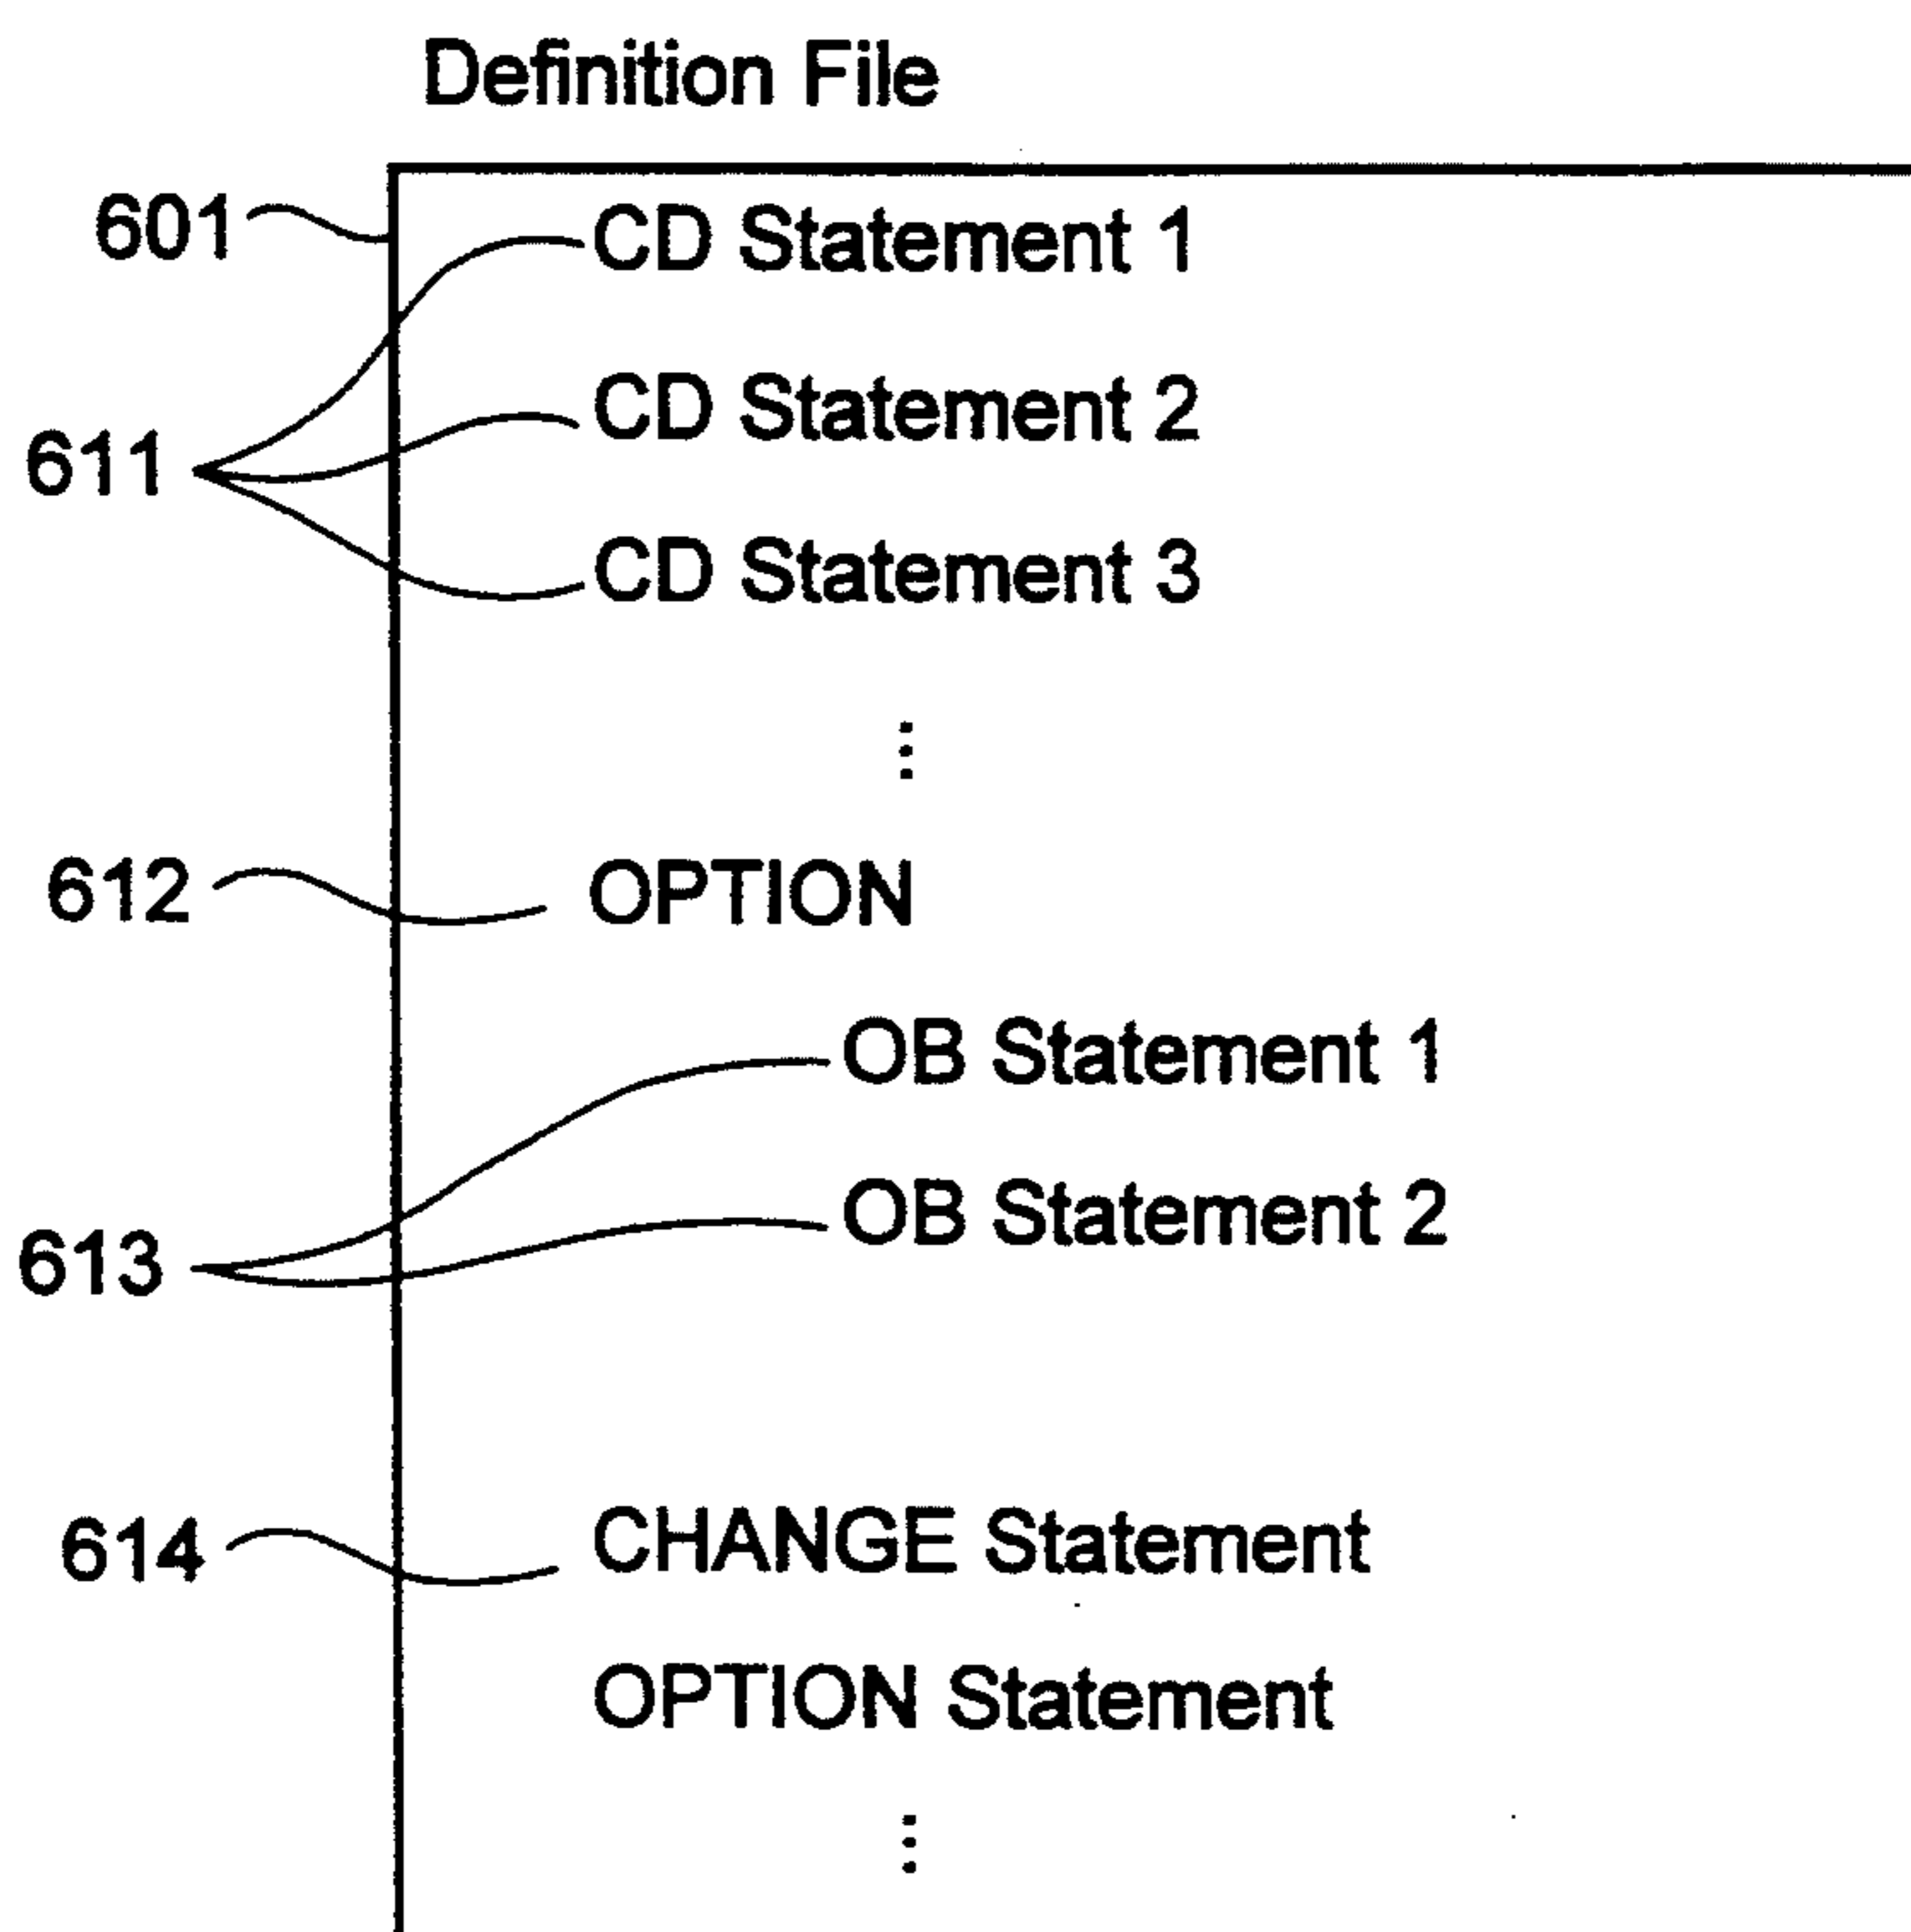 Definition File
601
CD Statement 1
CD Statement 2
611
CD Statement 3
⋮
612 OPTION
OB Statement 1
OB Statement 2
613
614 CHANGE Statement
OPTION Statement
⋮